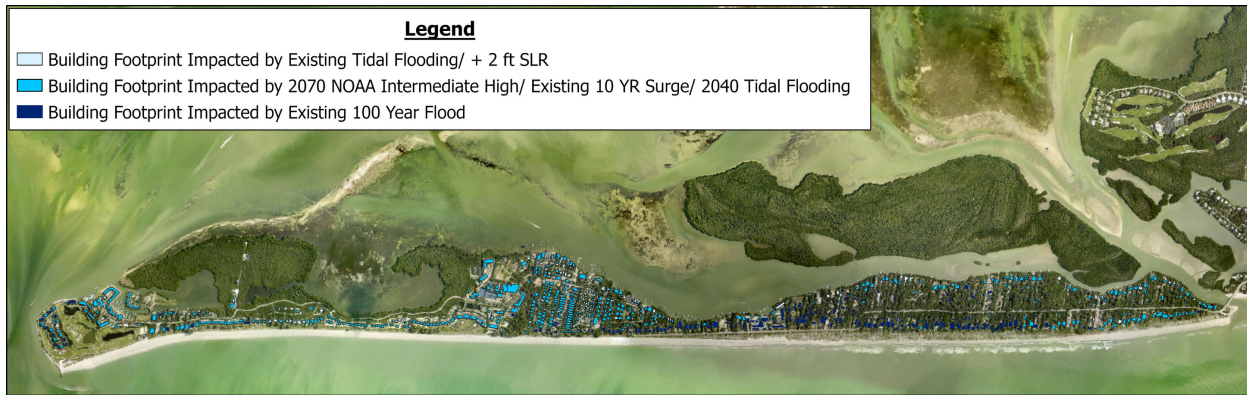 Legend
Building Footprint Impacted by Existing Tidal Flooding/ + 2 ft SLR
Building Footprint Impacted by 2070 NOAA Intermediate High/ Existing 10 YR Surge/ 2040 Tidal Flooding
Building Footprint Impacted by Existing 100 Year Flood